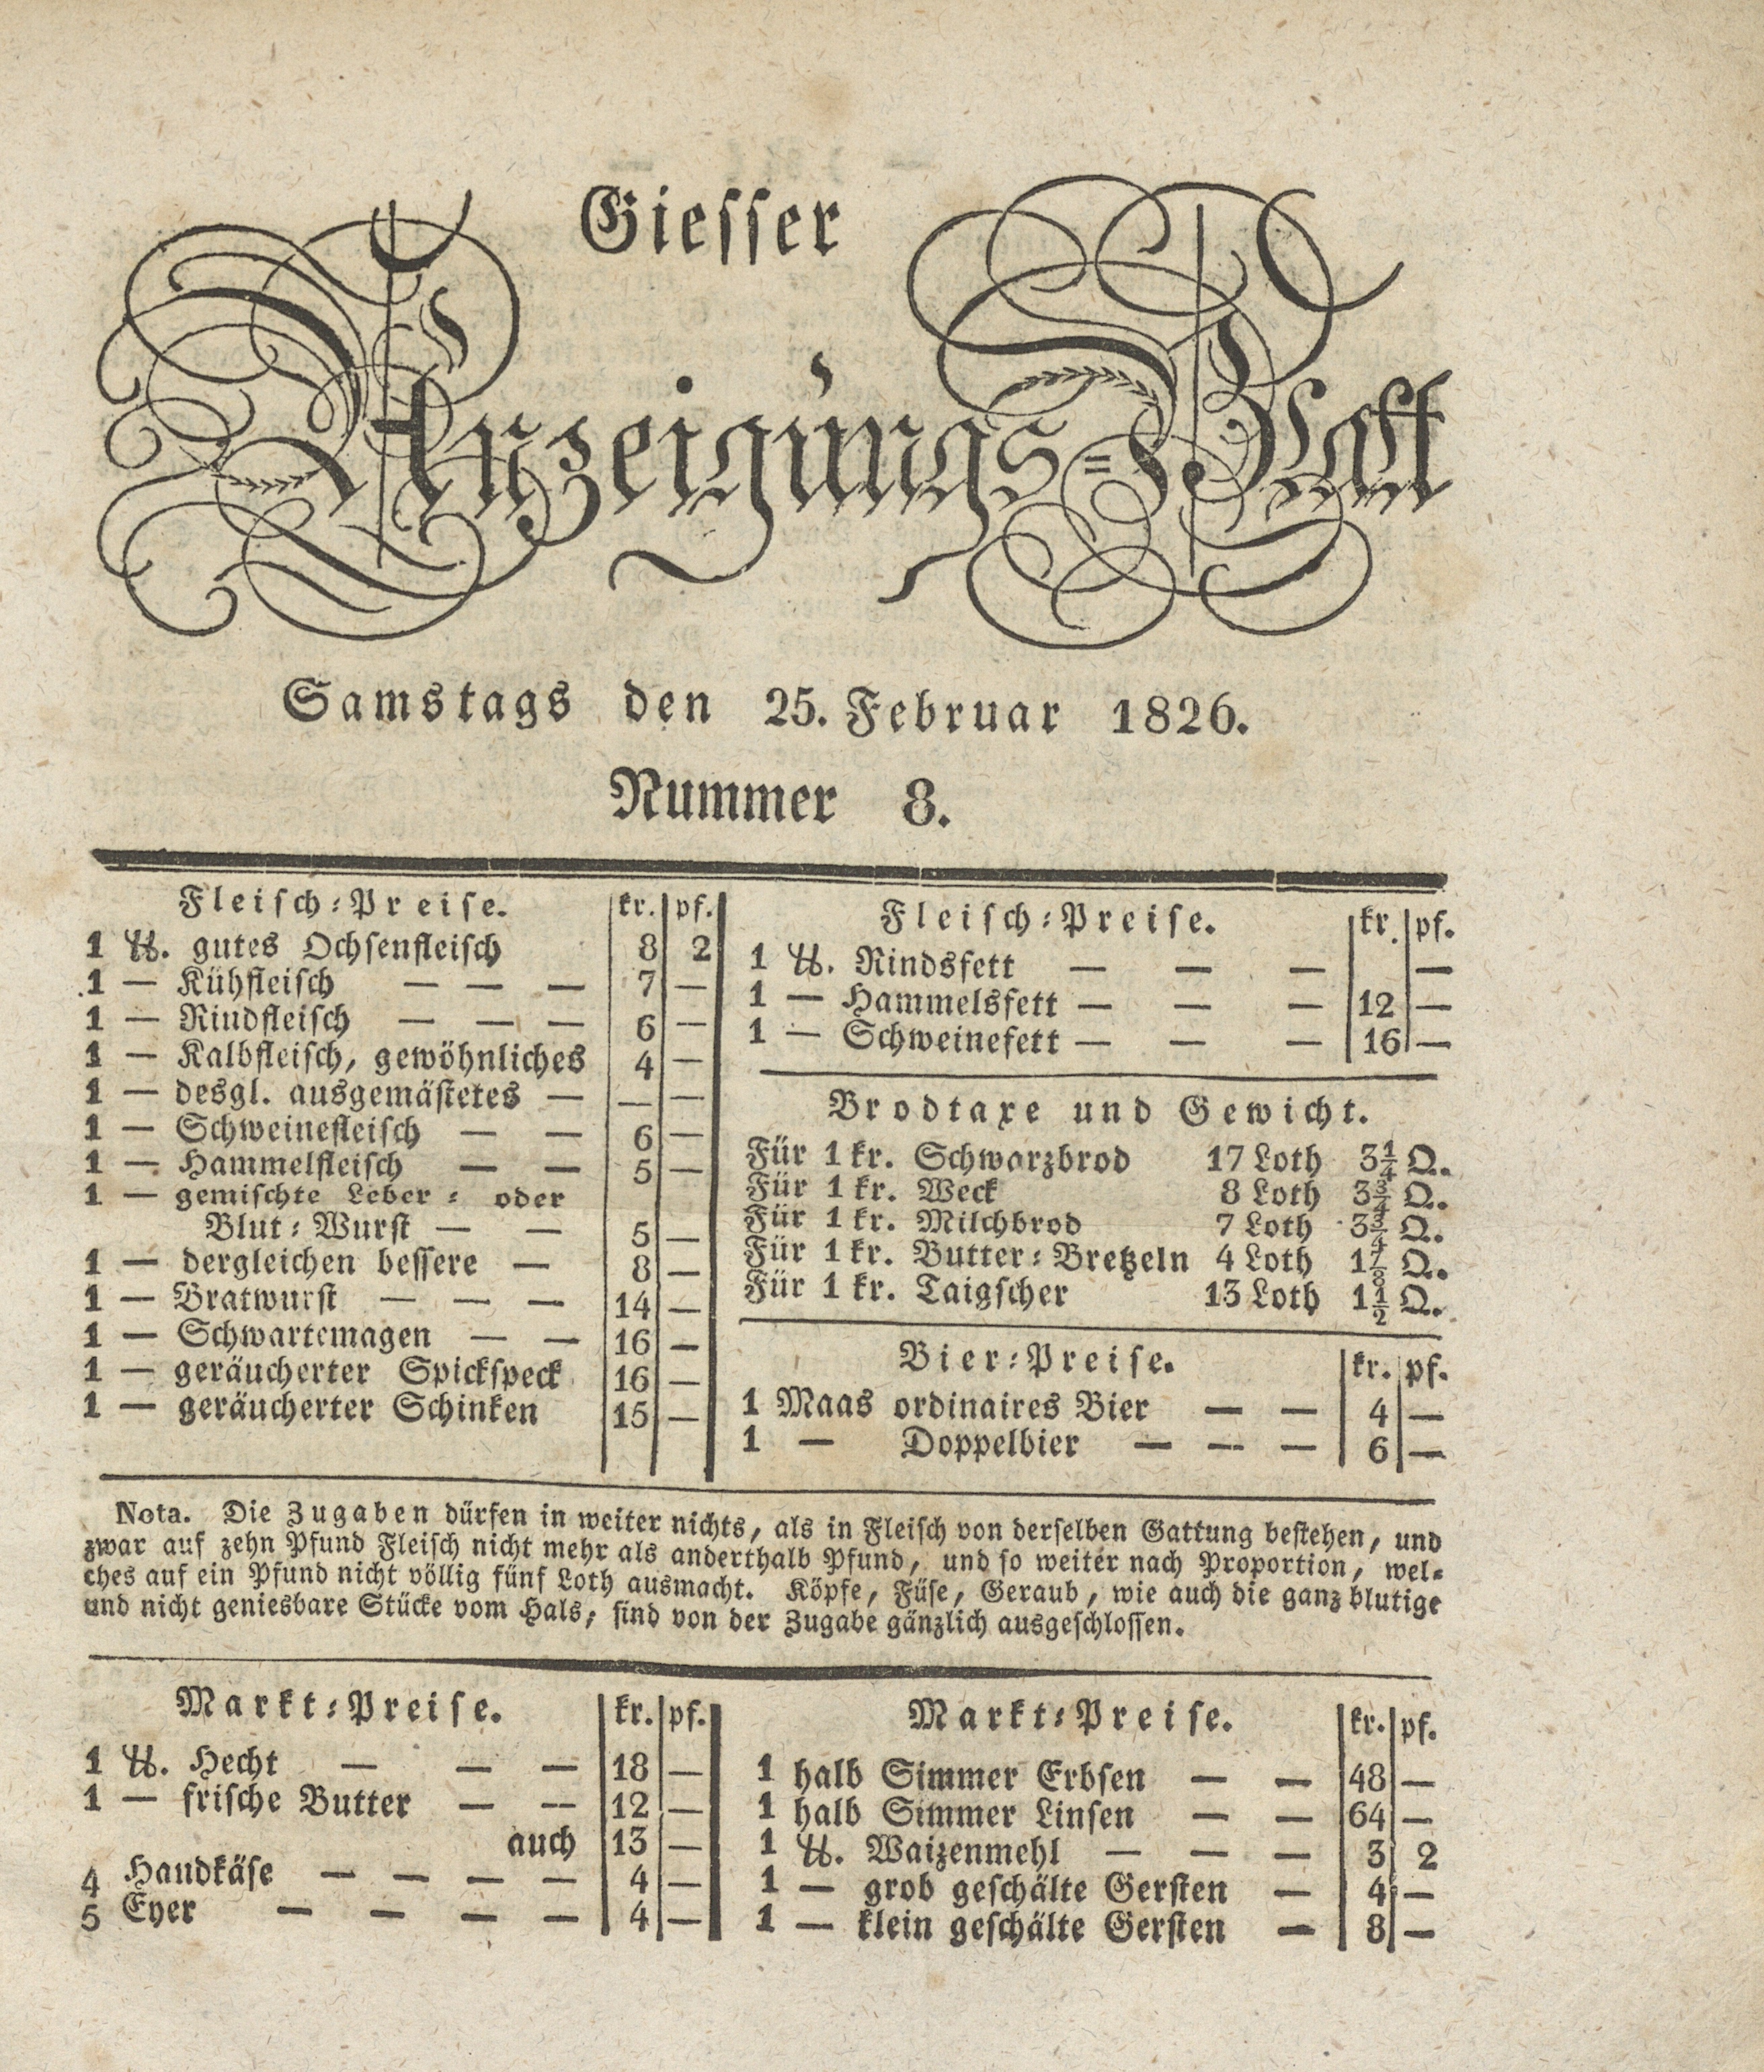 Giesser
Anzeigungs=Blatt
Samstags den 25. Februar 1826.
Nummer 8.
Fleisch=Preise. kr. pf.
1 ℔. gutes Ochsenfleisch 8 2
1 — Kühfleisch — — — 7 —
1 — Rindfleisch — — — 6 —
1 — Kalbfleisch, gewöhnliches 4 —
1 — desgl. ausgemästetes — — —
1 — Schweinefleisch — — 6 —
1 — Hammelfleisch — — 5 —
1 — gemischte Leber= oder
Blut=Wurst — — 5 —
1 — dergleichen bessere — 8 —
1 — Bratwurst — — — 14 —
1 — Schwartemagen — — 16 —
1 — geräucherter Spickspeck 16 —
1 — geräucherter Schinken 15 —
Fleisch=Preise. kr. pf.
1 ℔. Rindsfett — — — —
1 — Hammelsfett — — — 12 —
1 — Schweinefett — — — 16 —
Brodtaxe und Gewicht.
Für 1 kr. Schwarzbrod 17 Loth 3¼ Q.
Für 1 kr. Weck 8 Loth 3¾ Q.
Für 1 kr. Milchbrod 7 Loth 3¾ Q.
Für 1 kr. Butter=Bretzeln 4 Loth 1⅞ Q.
Für 1 kr. Taigscher 13 Loth 1½ Q.
Bier=Preise. kr. pf.
1 Maas ordinaires Bier — — 4 —
1 — Doppelbier — — — 6 —
Nota. Die Zugaben dürfen in weiter nichts, als in Fleisch von derselben Gattung bestehen, und
zwar auf zehn Pfund Fleisch nicht mehr als anderthalb Pfund, und so weiter nach Proportion, wel=
ches auf ein Pfund nicht völlig fünf Loth ausmacht. Köpfe, Füse, Geraub, wie auch die ganz blutige
und nicht geniesbare Stücke vom Hals, sind von der Zugabe gänzlich ausgeschlossen.
Markt=Preise. kr. pf.
1 ℔. Hecht — — — 18 —
1 — frische Butter — — 12 —
auch 13 —
4 Handkäse — — — — 4 —
5 Eyer — — — — 4 —
Markt=Preise. kr. pf.
1 halb Simmer Erbsen — — 48 —
1 halb Simmer Linsen — — 64 —
1 ℔. Waizenmehl — — — 3 2
1 — grob geschälte Gersten — 4 —
1 — klein geschälte Gersten — 8 —